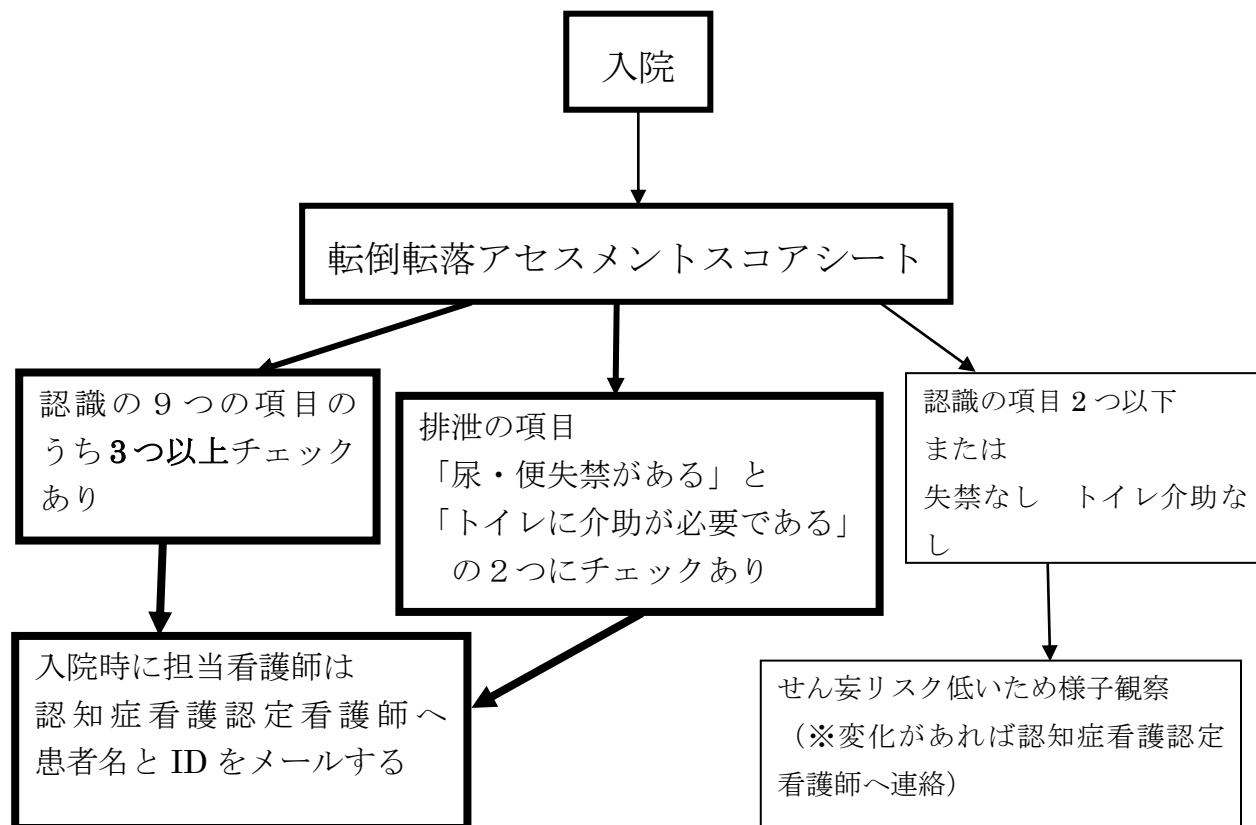 入院
転倒転落アセスメントスコアシート
認識の９つの項目の
うち3つ以上チェック
あり
排泄の項目
「尿・便失禁がある」と
「トイレに介助が必要である」
の２つにチェックあり
認識の項目2つ以下
または
失禁なし　トイレ介助な
し
入院時に担当看護師は
認知症看護認定看護師へ
患者名とIDをメールする
せん妄リスク低いため様子観察
（※変化があれば認知症看護認定
看護師へ連絡）